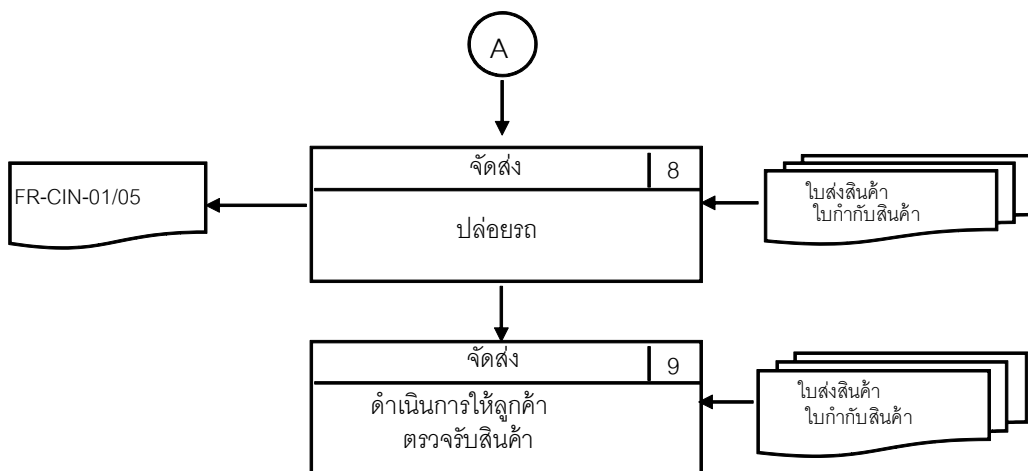 A
จัดส่ง 8
FR-CIN-01/05
ปล่อยรถ
ใบส่งสินค้า
ใบกำกับสินค้า
จัดส่ง 9
ดำเนินการให้ลูกค้า
ตรวจรับสินค้า
ใบส่งสินค้า
ใบกำกับสินค้า